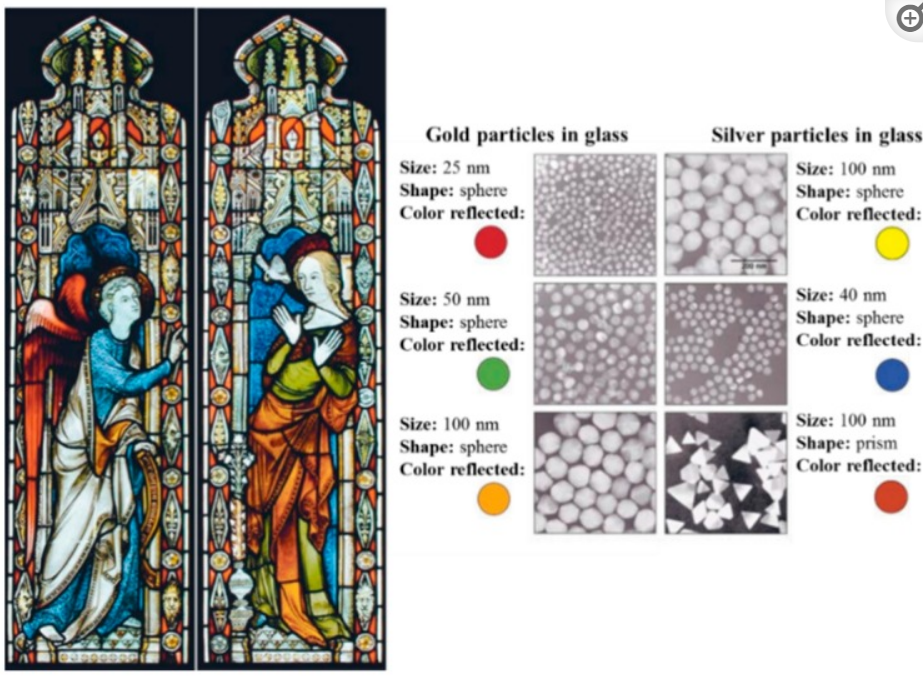 Gold particles in glass
Size: 25 nm
Shape: sphere
Color reflected:
Size: 50 nm
Shape: sphere
Color reflected:
Size: 100 nm
Shape: sphere
Color reflected:
Silver particles in glass
Size: 100 nm
Shape: sphere
Color reflected:
200 nm
Size: 40 nm
Shape: sphere
Color reflected:
Size: 100 nm
Shape: prism
Color reflected: